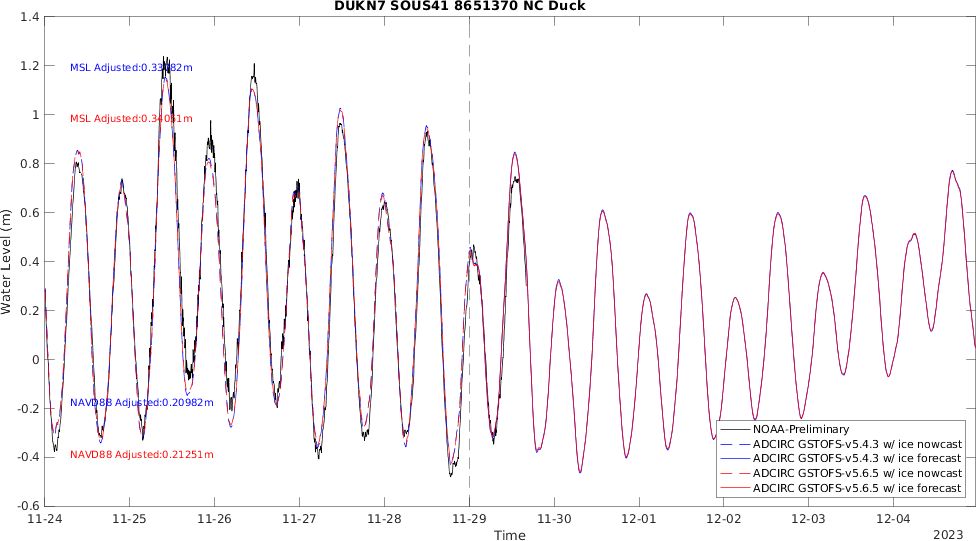 DUKN7 SOUS41 8651370 NC Duck
1.4
1.2
1
0.8
0.6
0.4
0.2
0
-0.2
-0.4
-0.6
Water Level (m)
MSL Adjusted:0.33082m
MSL Adjusted:0.34051m
NAVD88 Adjusted:0.20982m
NAVD88 Adjusted:0.21251m
NOAA-Preliminary
ADCIRC GSTOFS-v5.4.3 w/ ice nowcast
ADCIRC GSTOFS-v5.4.3 w/ ice forecast
ADCIRC GSTOFS-v5.6.5 w/ ice nowcast
ADCIRC GSTOFS-v5.6.5 w/ ice forecast
11-24 11-25 11-26 11-27 11-28 11-29 11-30 12-01 12-02 12-03 12-04
Time
2023